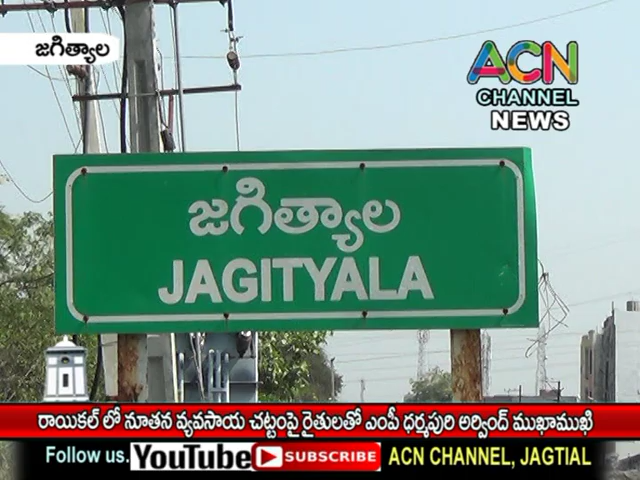 జగిత్యాల
ACN
CHANNEL
NEWS
జగిత్యాల
JAGITYALA
రాయికల్ లో నూతన వ్యవసాయ చట్టంపై రైతులతో ఎంపీ ధర్మపురి అర్వింద్ ముఖాముఖి
Follow us. YouTube SUBSCRIBE ACN CHANNEL, JAGTIAL